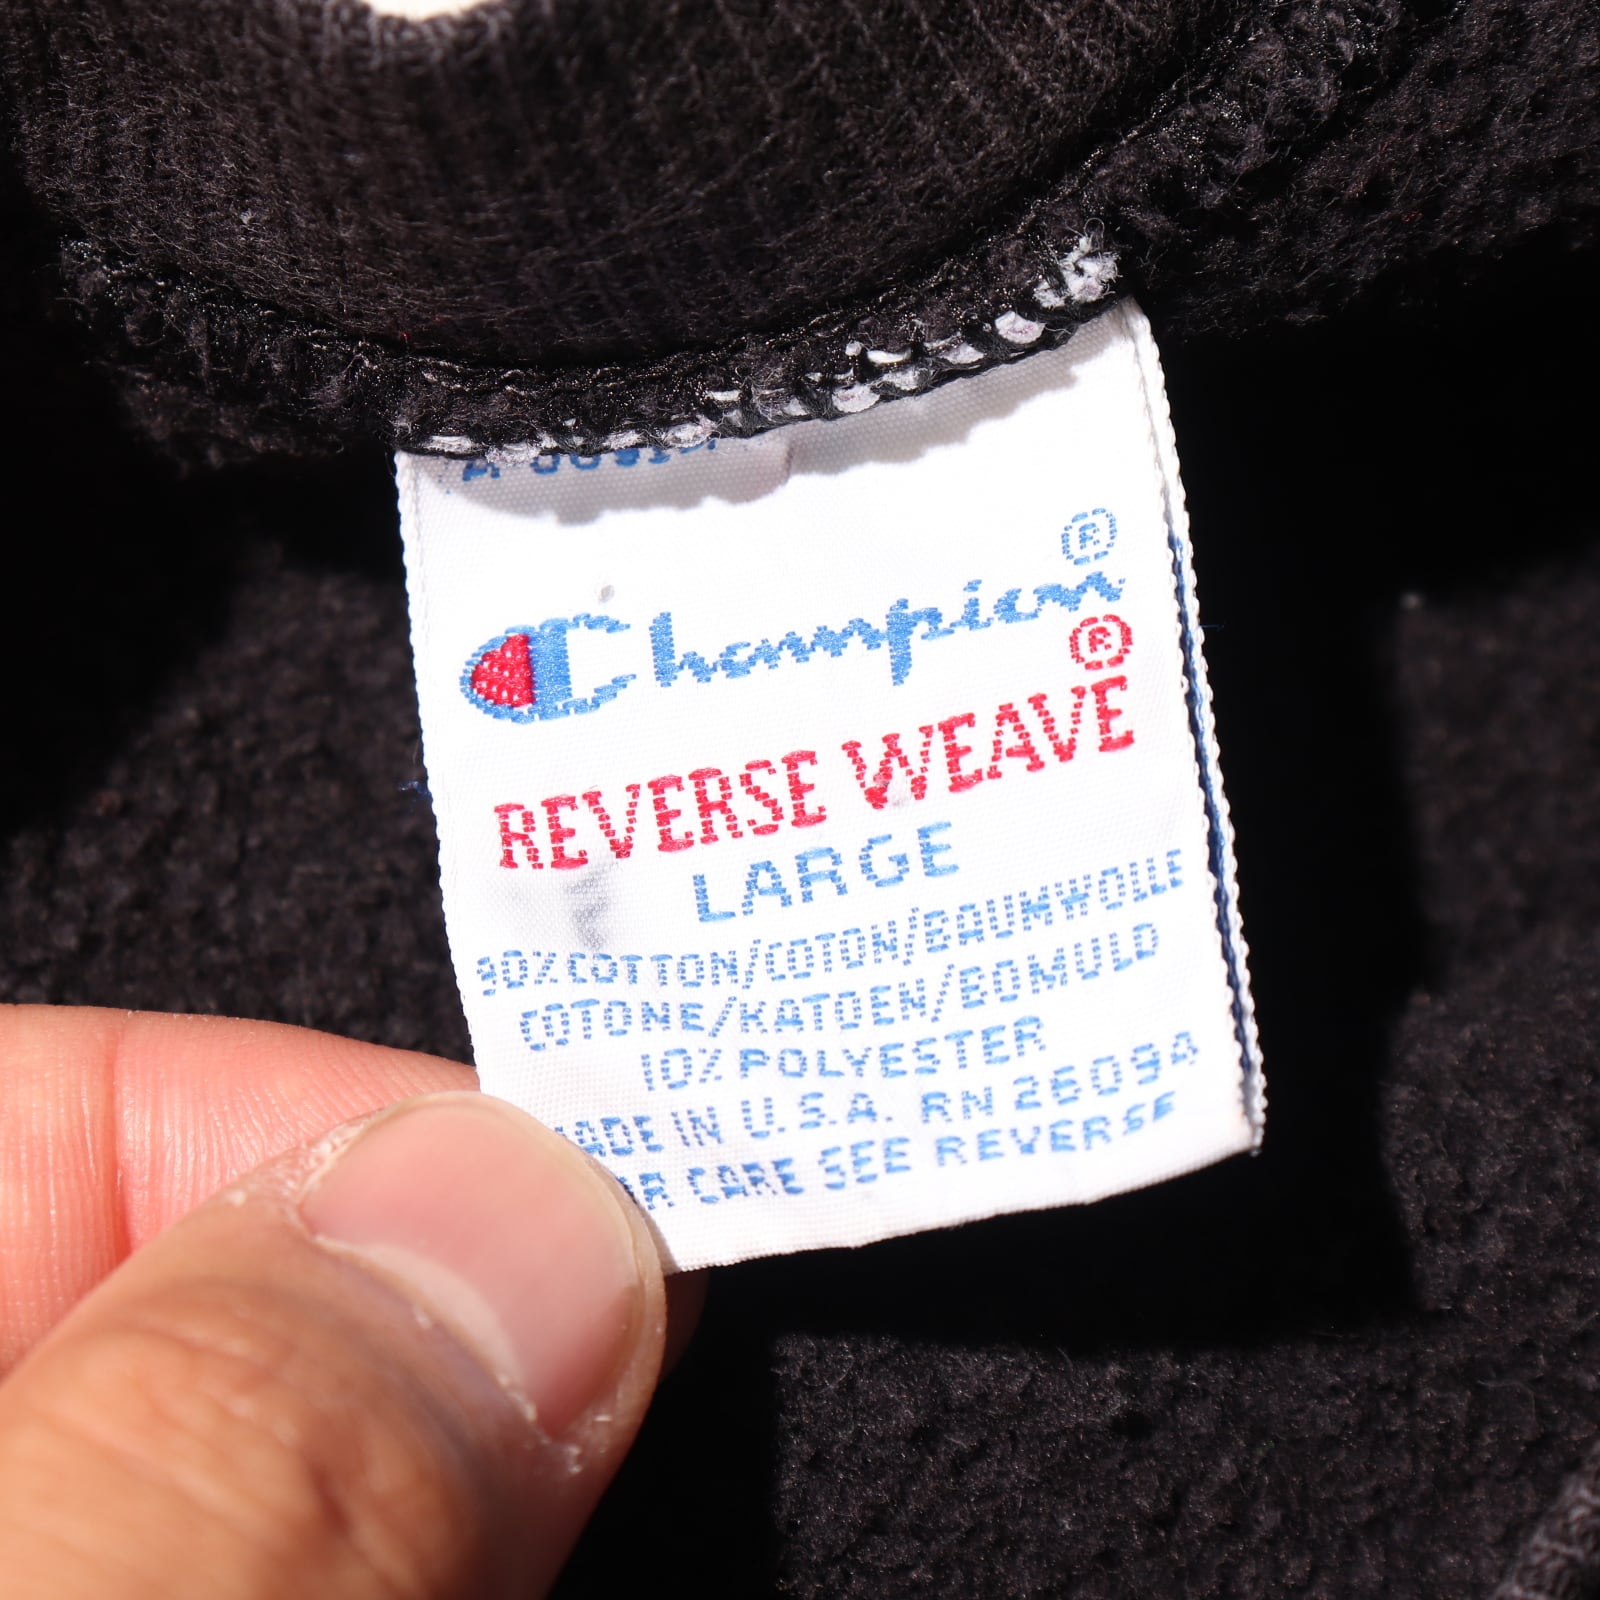 ®
Champion
®
REVERSE WEAVE
LARGE
90% COTTON/COTON/BAUMWOLLE
COTONE/KATOEN/BOMULD
10% POLYESTER
MADE IN U.S.A. RN 26094
CARE SEE REVERSE